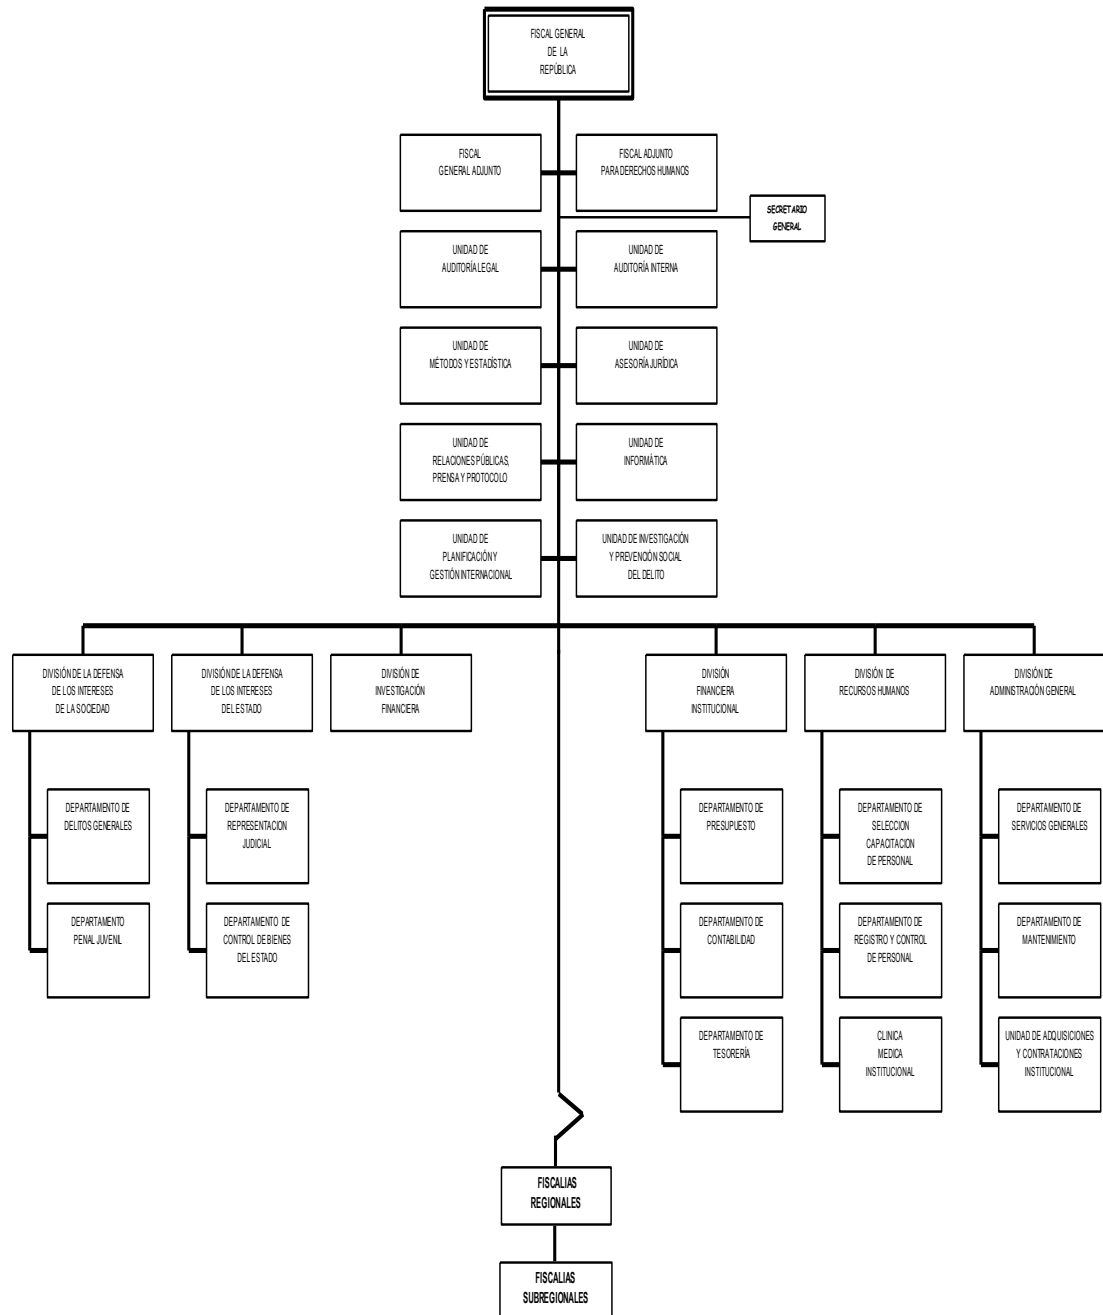 FISCAL GENERAL
DE LA
REPÚBLICA
FISCAL
GENERAL ADJUNTO
FISCAL ADJUNTO
PARA DERECHOS HUMANOS
SECRETARIO
GENERAL
UNIDAD DE
AUDITORÍA LEGAL
UNIDAD DE
AUDITORÍA INTERNA
UNIDAD DE
MÉTODOS Y ESTADÍSTICA
UNIDAD DE
ASESORÍA JURÍDICA
UNIDAD DE
RELACIONES PÚBLICAS,
PRENSA Y PROTOCOLO
UNIDAD DE
INFORMÁTICA
UNIDAD DE
PLANIFICACIÓN Y
GESTIÓN INTERNACIONAL
UNIDAD DE INVESTIGACIÓN
Y PREVENCIÓN SOCIAL
DEL DELITO
DIVISIÓN DE LA DEFENSA
DE LOS INTERESES
DE LA SOCIEDAD
DIVISIÓN DE LA DEFENSA
DE LOS INTERESES
DEL ESTADO
DIVISIÓN DE
INVESTIGACIÓN
FINANCIERA
DIVISIÓN
FINANCIERA
INSTITUCIONAL
DIVISIÓN DE
RECURSOS HUMANOS
DIVISIÓN DE
ADMINISTRACIÓN GENERAL
DEPARTAMENTO DE
DELITOS GENERALES
DEPARTAMENTO DE
REPRESENTACION
JUDICIAL
DEPARTAMENTO DE
PRESUPUESTO
DEPARTAMENTO DE
SELECCION
CAPACITACION
DE PERSONAL
DEPARTAMENTO DE
SERVICIOS GENERALES
DEPARTAMENTO
PENAL JUVENIL
DEPARTAMENTO DE
CONTROL DE BIENES
DEL ESTADO
DEPARTAMENTO DE
CONTABILIDAD
DEPARTAMENTO DE
REGISTRO Y CONTROL
DE PERSONAL
DEPARTAMENTO DE
MANTENIMIENTO
DEPARTAMENTO DE
TESORERÍA
CLINICA
MEDICA
INSTITUCIONAL
UNIDAD DE ADQUISICIONES
Y CONTRATACIONES
INSTITUCIONAL
FISCALIAS
REGIONALES
FISCALIAS
SUBREGIONALES